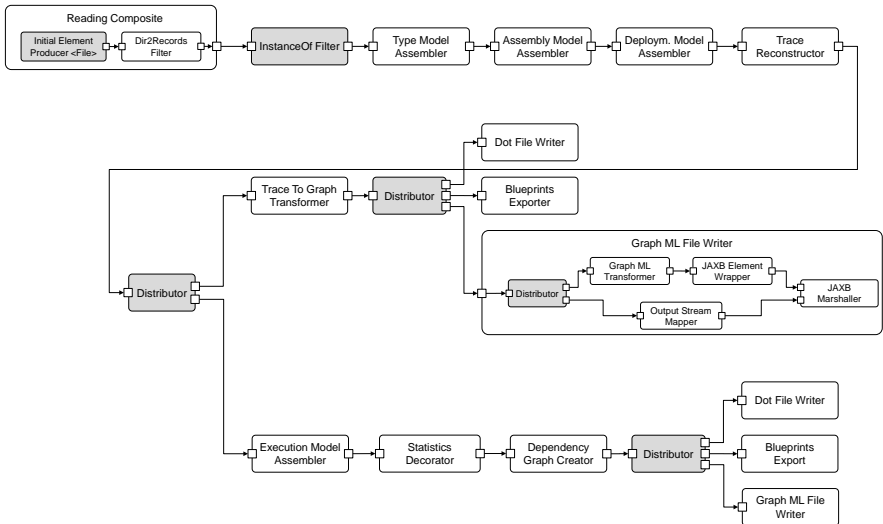 Reading Composite
Initial Element
Producer <File>
Dir2Records
Filter
InstanceOf Filter
Type Model
Assembler
Assembly Model
Assembler
Deploym. Model
Assembler
Trace
Reconstructor
Dot File Writer
Trace To Graph
Transformer
Distributor
Blueprints
Exporter
Graph ML File Writer
Distributor
Distributor
Graph ML
Transformer
JAXB Element
Wrapper
JAXB
Marshaller
Output Stream
Mapper
Dot File Writer
Execution Model
Assembler
Statistics
Decorator
Dependency
Graph Creator
Distributor
Blueprints
Export
Graph ML File
Writer